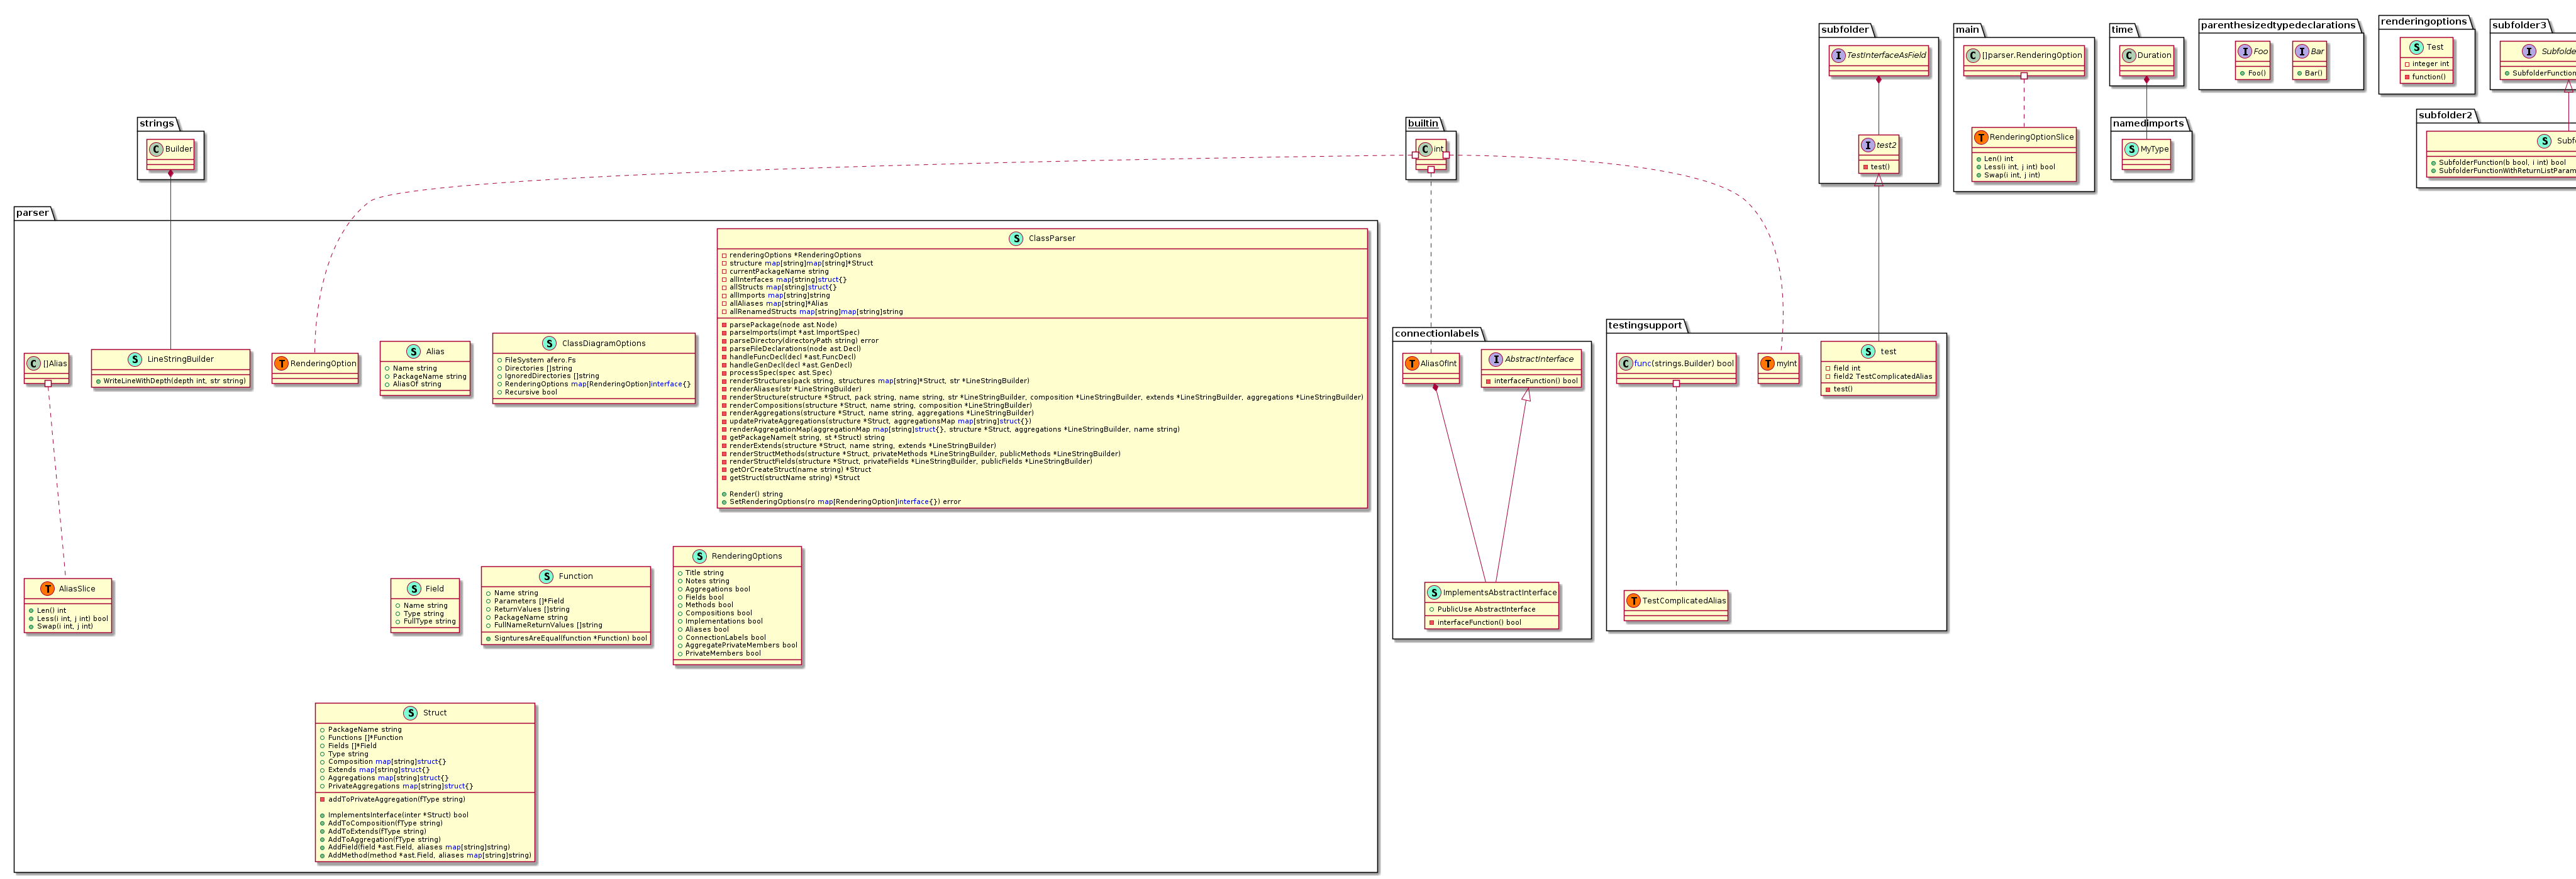 strings
Builder
builtin
int
subfolder
TestInterfaceAsField
test2
test()
main
[]parser.RenderingOption
RenderingOptionSlice
Len() int
Less(i int, j int) bool
Swap(i int, j int)
time
Duration
namedimports
MyType
parenthesizedtypedeclarations
Foo
Foo()
Bar
Bar()
renderingoptions
Test
integer int
function()
subfolder3
SubfolderFunction
subfolder2
SubfolderFunction(b bool, i int) bool
parser
[]Alias
LineStringBuilder
WriteLineWithDepth(depth int, str string)
RenderingOption
Alias
Name string
PackageName string
AliasOf string
ClassDiagramOptions
FileSystem afero.Fs
Directories []string
IgnoredDirectories []string
RenderingOptions map[RenderingOption]interface{}
Recursive bool
ClassParser
renderingOptions *RenderingOptions
structure map[string]map[string]*Struct
currentPackageName string
allInterfaces map[string]struct{}
allStructs map[string]struct{}
allImports map[string]string
allAliases map[string]*Alias
allRenamedStructs map[string]map[string]string
parsePackage(node ast.Node)
parseImports(impt *ast.ImportSpec)
parseDirectory(directoryPath string) error
parseFileDeclarations(node ast.Decl)
handleFuncDecl(decl *ast.FuncDecl)
handleGenDecl(decl *ast.GenDecl)
processSpec(spec ast.Spec)
renderStructures(pack string, structures map[string]*Struct, str *LineStringBuilder)
renderAliases(str *LineStringBuilder)
renderStructure(structure *Struct, pack string, name string, str *LineStringBuilder, composition *LineStringBuilder, extends *LineStringBuilder, aggregations *LineStringBuilder)
renderCompositions(structure *Struct, name string, composition *LineStringBuilder)
renderAggregations(structure *Struct, name string, aggregations *LineStringBuilder)
updatePrivateAggregations(structure *Struct, aggregationsMap map[string]struct{})
renderAggregationMap(aggregationMap map[string]struct{}, structure *Struct, aggregations *LineStringBuilder, name string)
getPackageName(t string, st *Struct) string
renderExtends(structure *Struct, name string, extends *LineStringBuilder)
renderStructMethods(structure *Struct, privateMethods *LineStringBuilder, publicMethods *LineStringBuilder)
renderStructFields(structure *Struct, privateFields *LineStringBuilder, publicFields *LineStringBuilder)
getOrCreateStruct(name string) *Struct
getStruct(structName string) *Struct
Render() string
SetRenderingOptions(ro map[RenderingOption]interface{}) error
AliasSlice
Len() int
Less(i int, j int) bool
Swap(i int, j int)
Field
Name string
Type string
FullType string
Function
Name string
Parameters []*Field
ReturnValues []string
PackageName string
FullNameReturnValues []string
SignturesAreEqual(function *Function) bool
RenderingOptions
Title string
Notes string
Aggregations bool
Fields bool
Methods bool
Compositions bool
Implementations bool
Aliases bool
ConnectionLabels bool
AggregatePrivateMembers bool
PrivateMembers bool
Struct
PackageName string
Functions []*Function
Fields []*Field
Type string
Composition map[string]struct{}
Extends map[string]struct{}
Aggregations map[string]struct{}
PrivateAggregations map[string]struct{}
addToPrivateAggregation(fType string)
ImplementsInterface(inter *Struct) bool
AddToComposition(fType string)
AddToExtends(fType string)
AddToAggregation(fType string)
AddField(field *ast.Field, aliases map[string]string)
AddMethod(method *ast.Field, aliases map[string]string)
connectionlabels
AliasOfInt
AbstractInterface
interfaceFunction() bool
ImplementsAbstractInterface
PublicUse AbstractInterface
interfaceFunction() bool
testingsupport
func(strings.Builder) bool
myInt
test
field int
field2 TestComplicatedAlias
test()
TestComplicatedAlias